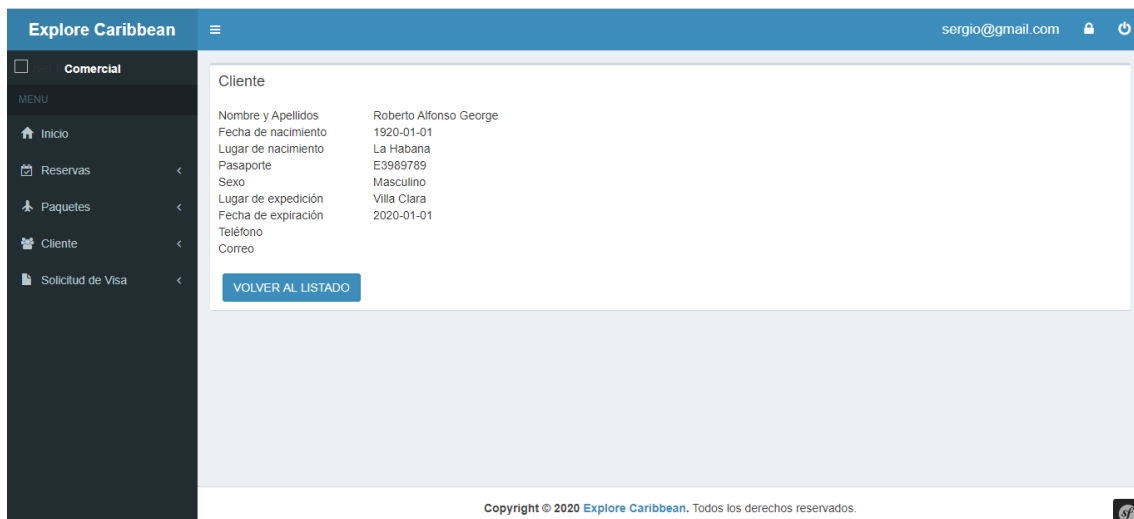 Explore Caribbean
sergio@gmail.com
Comercial
MENU
Inicio
Reservas
Paquetes
Cliente
Solicitud de Visa
Cliente
Nombre y Apellidos Roberto Alfonso George
Fecha de nacimiento 1920-01-01
Lugar de nacimiento La Habana
Pasaporte E3989789
Sexo Masculino
Lugar de expedición Villa Clara
Fecha de expiración 2020-01-01
Teléfono
Correo
VOLVER AL LISTADO
Copyright © 2020 Explore Caribbean. Todos los derechos reservados.
sf